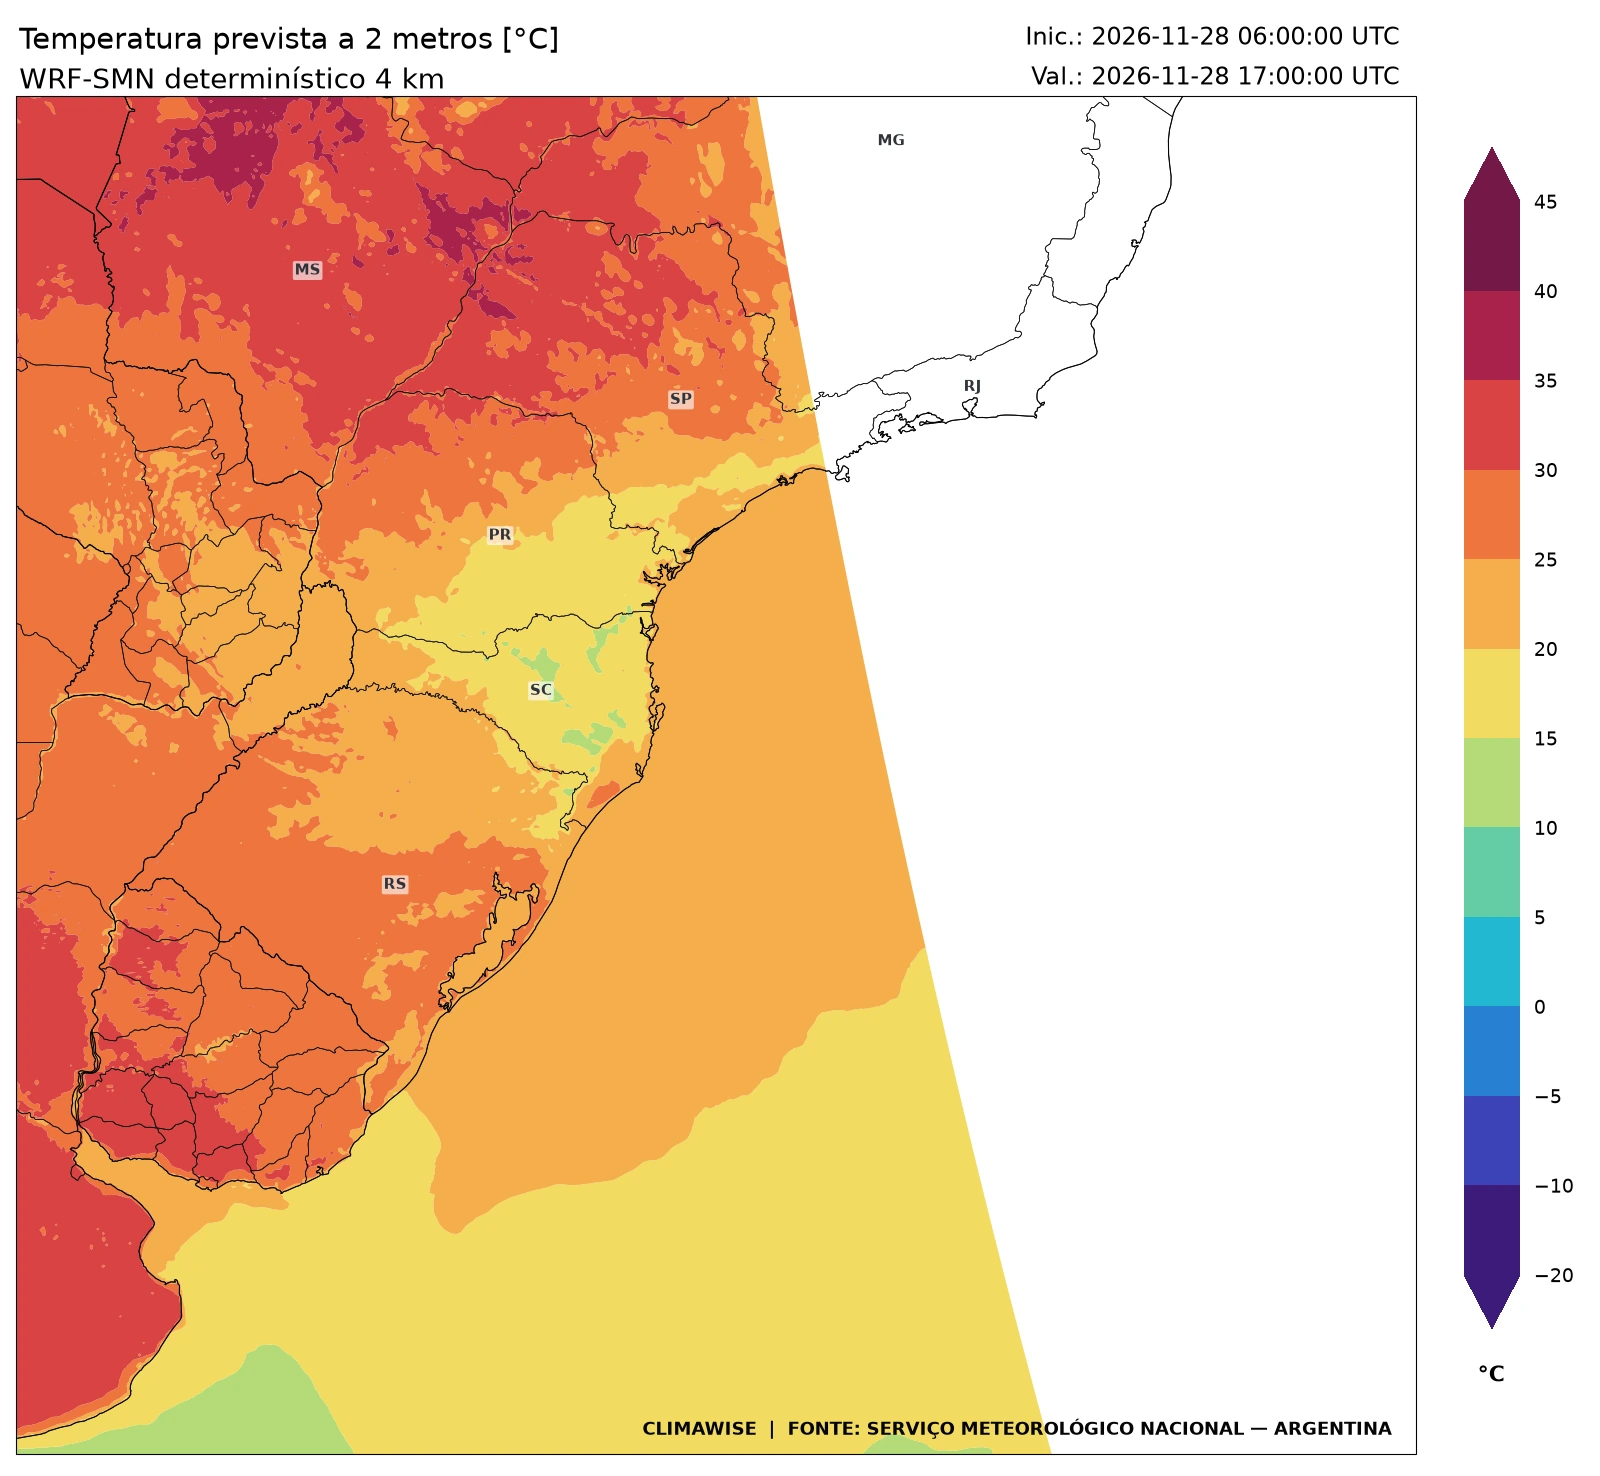 Temperatura prevista a 2 metros [°C]
WRF-SMN determinístico 4 km
Inic.: 2026-11-28 06:00:00 UTC
Val.: 2026-11-28 17:00:00 UTC
MG
MS
RJ
SP
PR
SC
RS
45
40
35
30
25
20
15
10
5
0
−5
−10
−20
°C
CLIMAWISE | FONTE: SERVIÇO METEOROLÓGICO NACIONAL — ARGENTINA